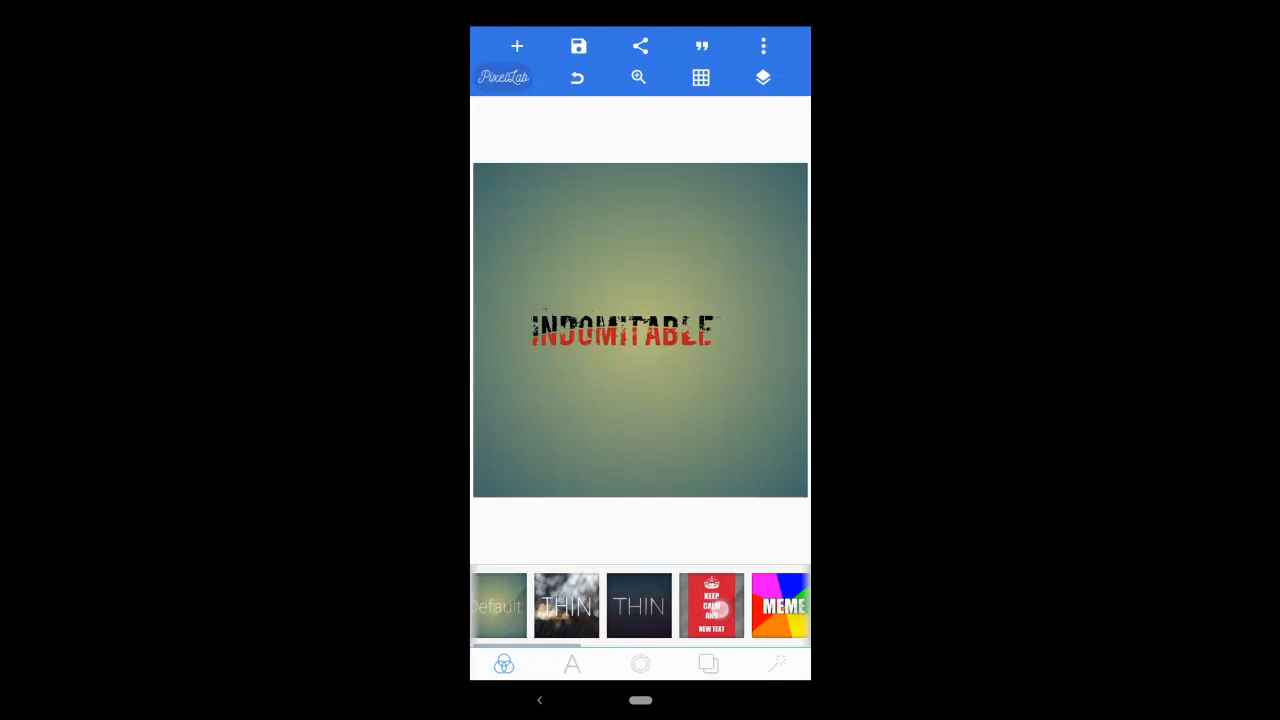 PixelLab
INDOMITABLE
Default
THIN
THIN
KEEP
CALM
AND
NEW TEXT
MEME